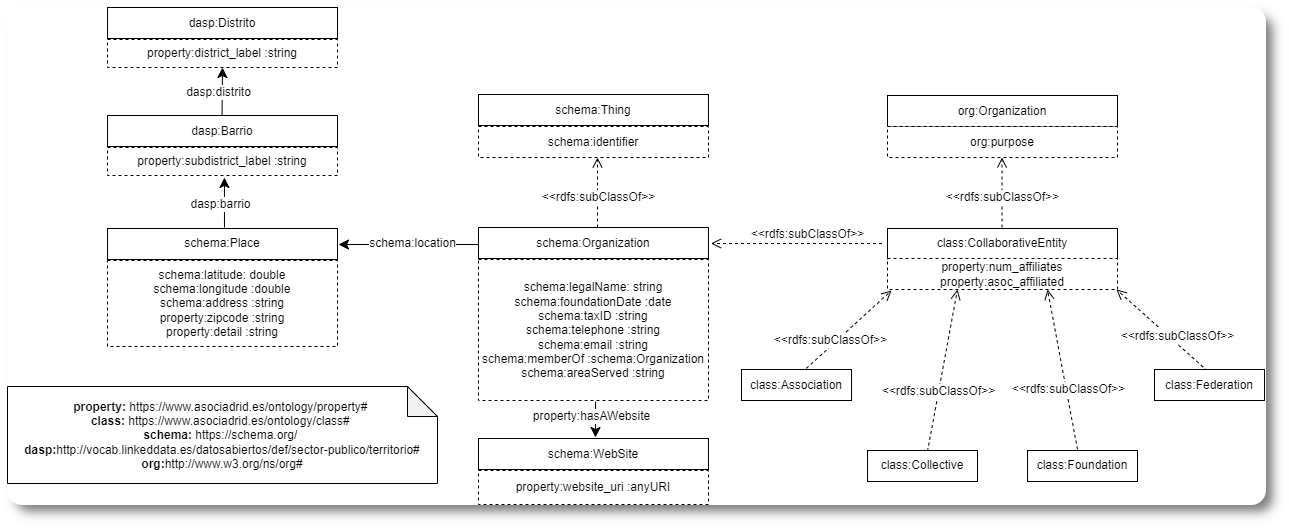 dasp:Distrito
property:district_label :string
dasp:distrito
dasp:Barrio
property:subdistrict_label :string
dasp:barrio
schema:Place
schema:latitude: double
schema:longitude :double
schema:address :string
property:zipcode :string
property:detail :string
schema:location
schema:Thing
schema:identifier
<<rdfs:subClassOf>>
schema:Organization
schema:legalName: string
schema:foundationDate :date
schema:taxID :string
schema:telephone :string
schema:email :string
schema:memberOf :schema:Organization
schema:areaServed :string
property:hasAWebsite
schema:WebSite
property:website_uri :anyURI
<<rdfs:subClassOf>>
org:Organization
org:purpose
<<rdfs:subClassOf>>
class:CollaborativeEntity
property:num_affiliates
property:asoc_affiliated
<<rdfs:subClassOf>>
<<rdfs:subClassOf>>
<<rdfs:subClassOf>>
<<rdfs:subClassOf>>
class:Association
class:Federation
class:Collective
class:Foundation
property: https://www.asociadrid.es/ontology/property#
class: https://www.asociadrid.es/ontology/class#
schema: https://schema.org/
dasp:http://vocab.linkeddata.es/datosabiertos/def/sector-publico/territorio#
org:http://www.w3.org/ns/org#